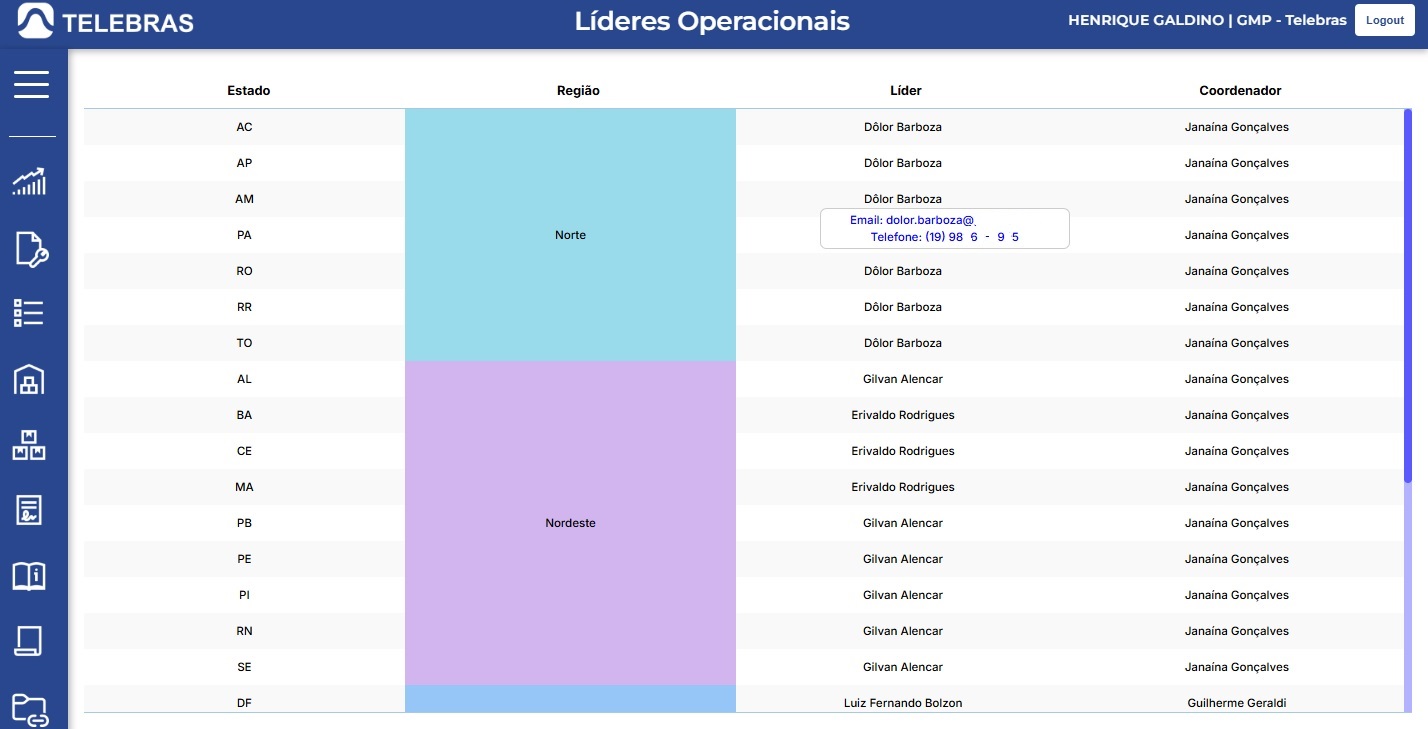 TELEBRAS
Líderes Operacionais
HENRIQUE GALDINO | GMP - Telebras
Logout
Estado Região Líder Coordenador
AC Dôlor Barboza Janaína Gonçalves
AP Dôlor Barboza Janaína Gonçalves
AM Dôlor Barboza Janaína Gonçalves
Email: dolor.barboza@
PA Norte Janaína Gonçalves
Telefone: (19) 98 6 - 9 5
RO Dôlor Barboza Janaína Gonçalves
RR Dôlor Barboza Janaína Gonçalves
TO Dôlor Barboza Janaína Gonçalves
AL Gilvan Alencar Janaína Gonçalves
BA Erivaldo Rodrigues Janaína Gonçalves
CE Erivaldo Rodrigues Janaína Gonçalves
MA Erivaldo Rodrigues Janaína Gonçalves
PB Nordeste Gilvan Alencar Janaína Gonçalves
PE Gilvan Alencar Janaína Gonçalves
PI Gilvan Alencar Janaína Gonçalves
RN Gilvan Alencar Janaína Gonçalves
SE Gilvan Alencar Janaína Gonçalves
DF Luiz Fernando Bolzon Guilherme Geraldi